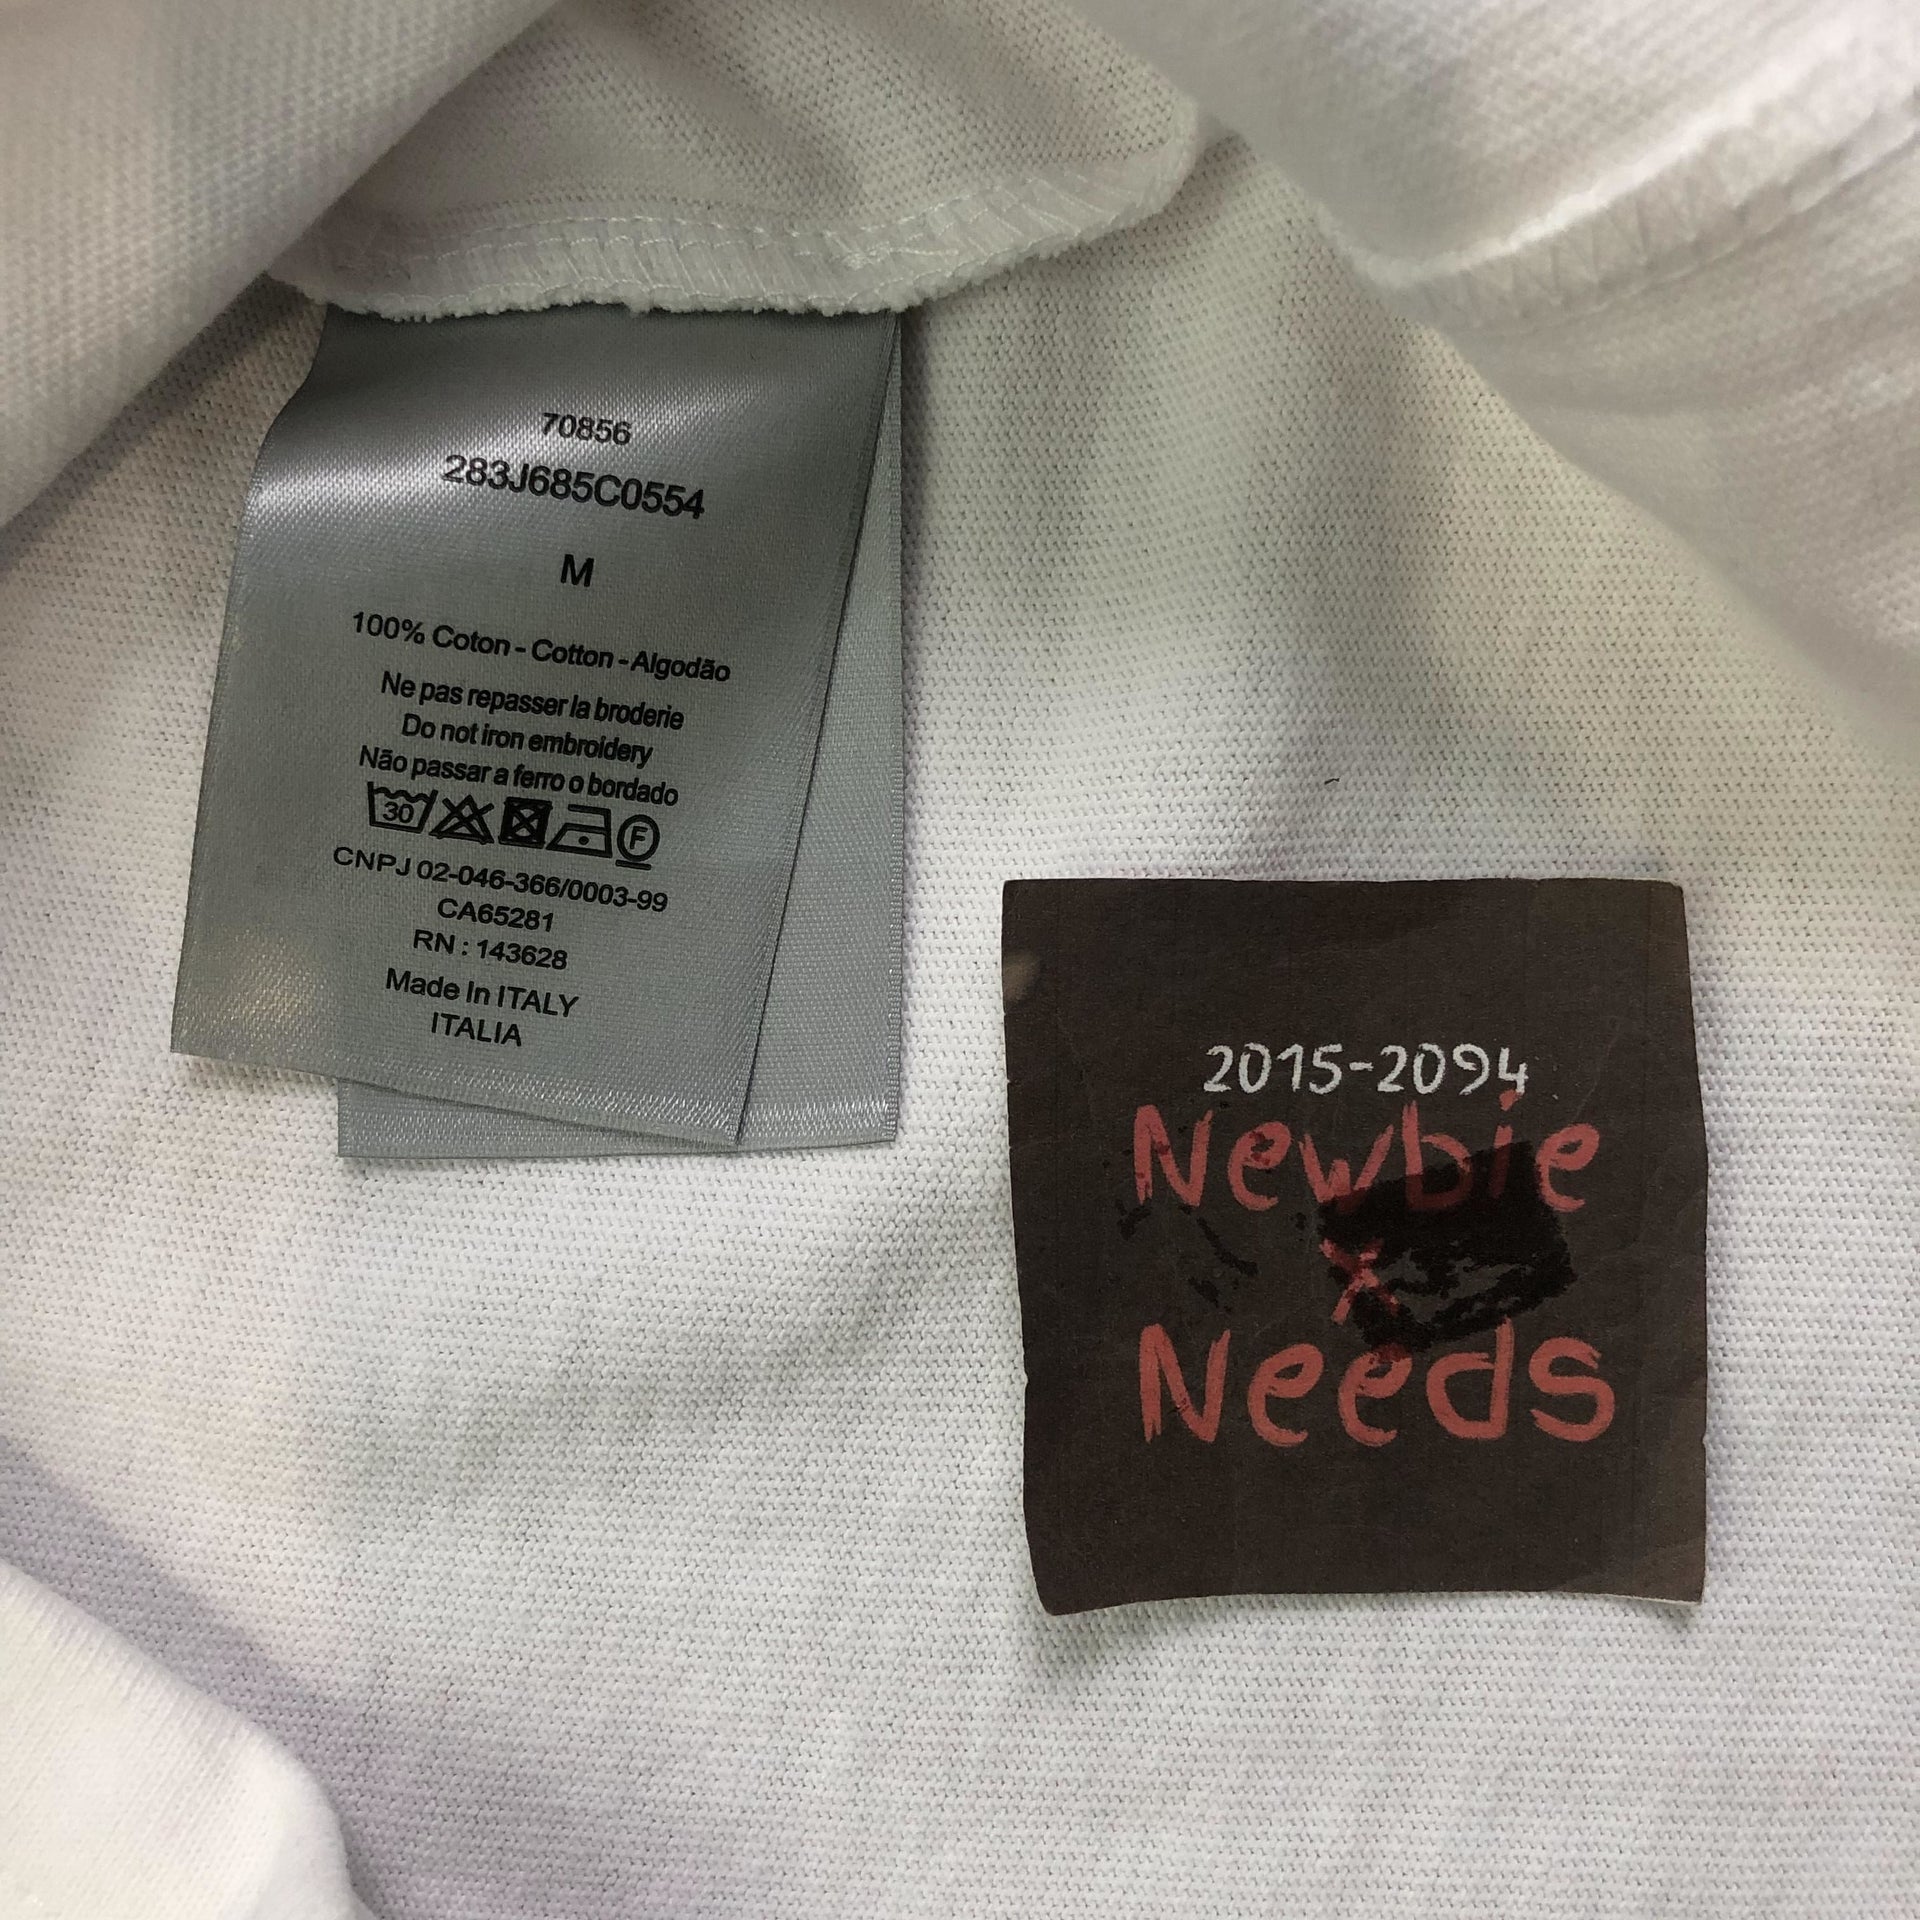 70856
283J685C0554
M
100% Coton - Cotton - Algodão
Ne pas repasser la broderie
Do not iron embroidery
Não passar a ferro o bordado
30 F
CNPJ 02-046-366/0003-99
CA65281
RN : 143628
Made In ITALY
ITALIA
2015-2094
Newbie
x
Needs